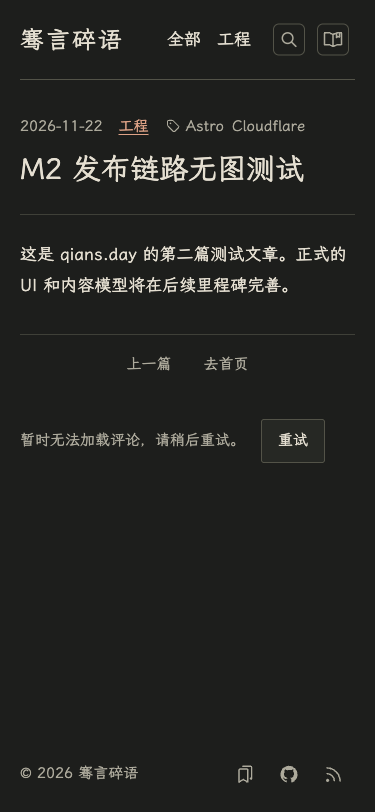 骞言碎语 全部 工程
2026-11-22 工程 Astro Cloudflare
M2 发布链路无图测试
这是 qians.day 的第二篇测试文章。正式的
UI 和内容模型将在后续里程碑完善。
上一篇 去首页
暂时无法加载评论，请稍后重试。 重试
© 2026 骞言碎语